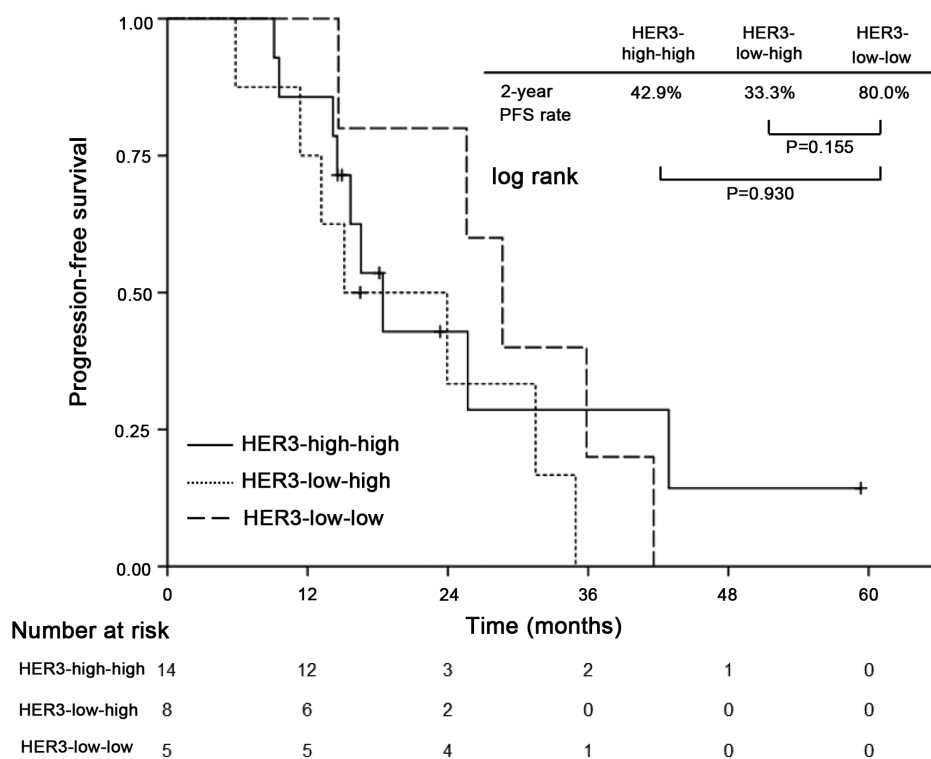 1.00
0.75
0.50
0.25
0.00
Progression-free survival
HER3-
high-high
HER3-
low-high
HER3-
low-low
2-year
PFS rate
42.9%
33.3%
80.0%
P=0.155
log rank
P=0.930
HER3-high-high
HER3-low-high
HER3-low-low
0 12 24 36 48 60
Time (months)
Number at risk
HER3-high-high 14 12 3 2 1 0
HER3-low-high 8 6 2 0 0 0
HER3-low-low 5 5 4 1 0 0